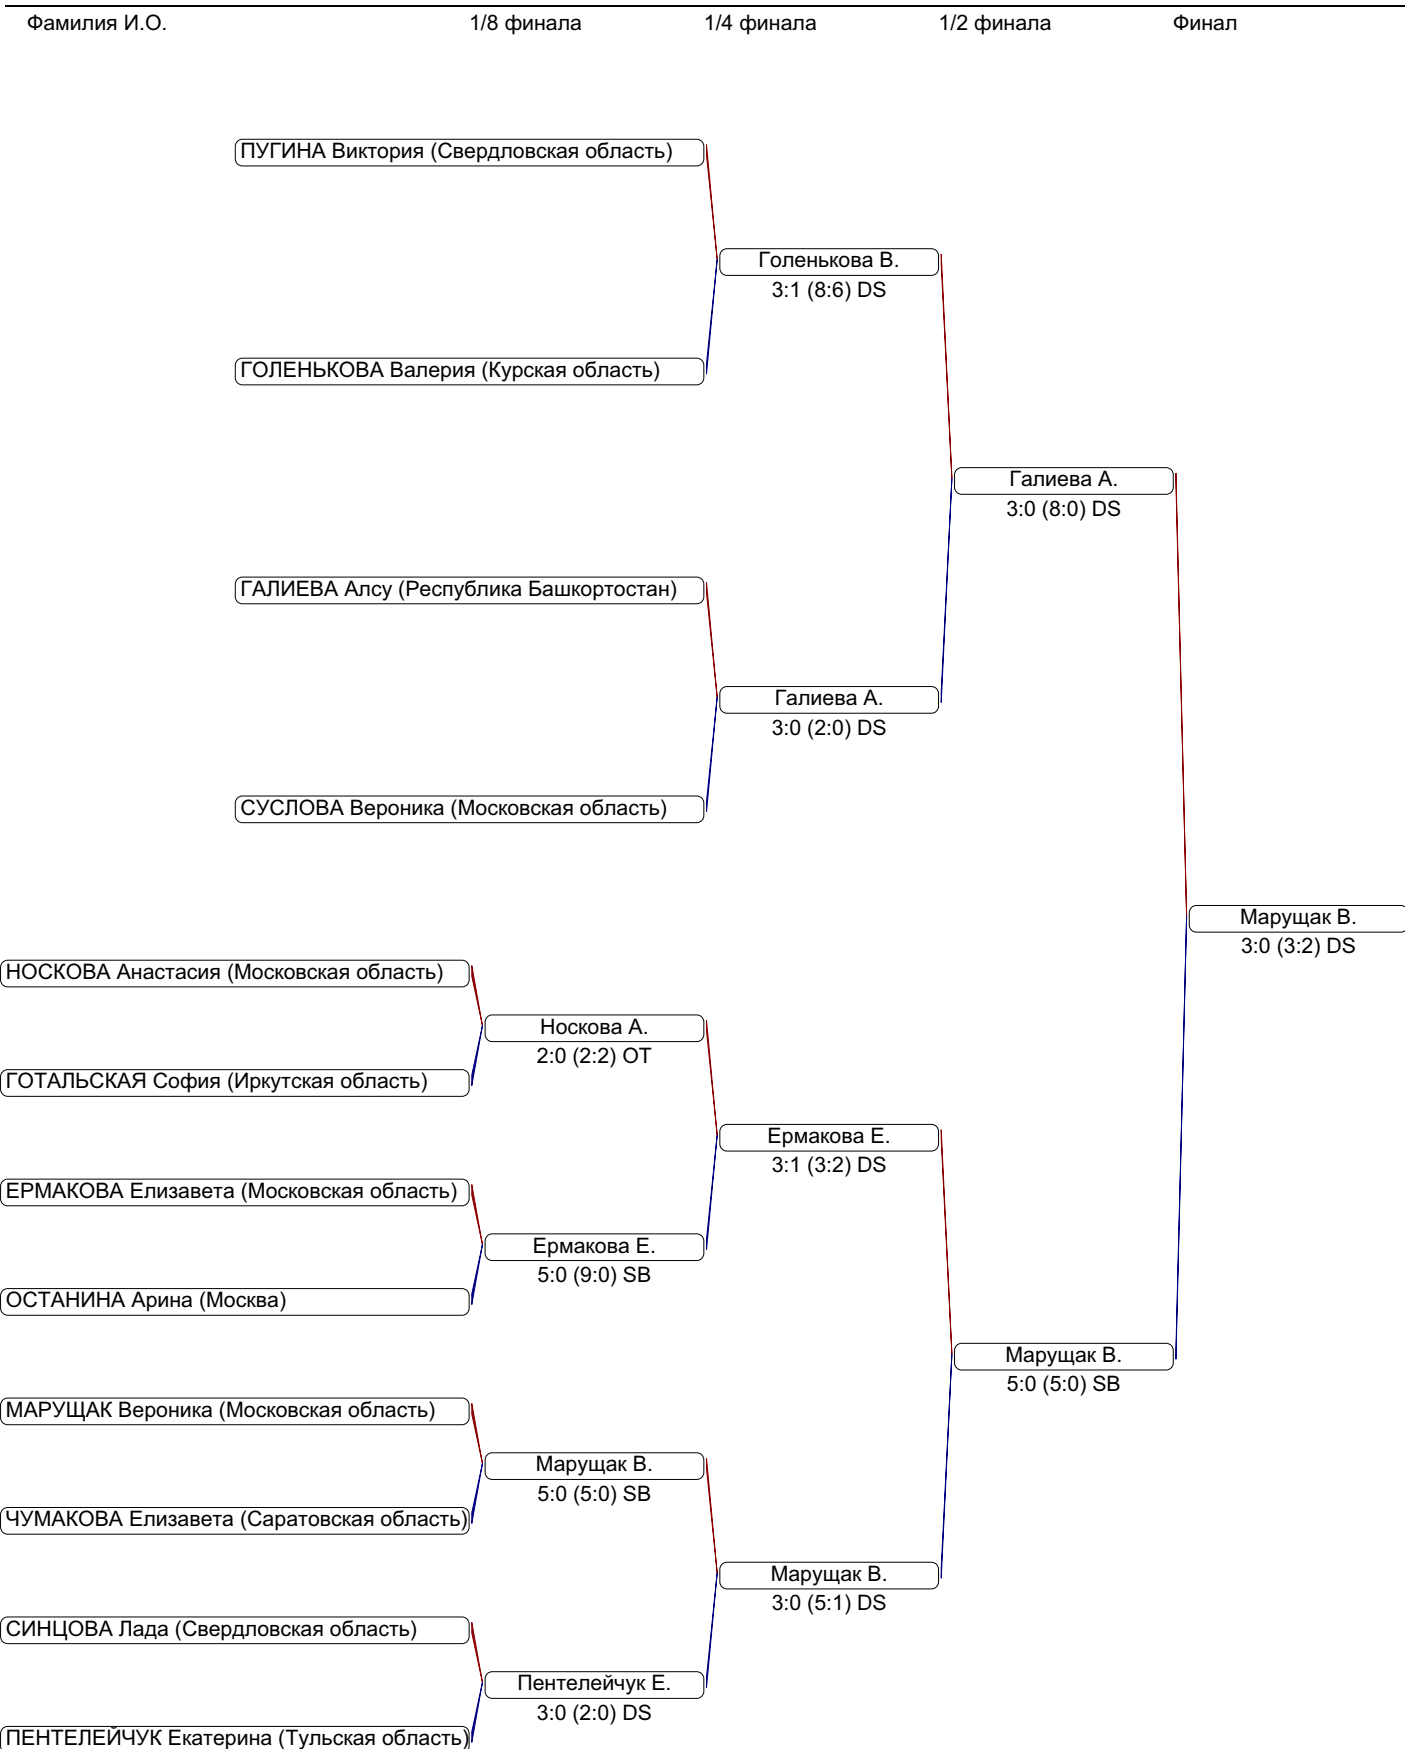 Фамилия И.О. 1/8 финала 1/4 финала 1/2 финала Финал
ПУГИНА Виктория (Свердловская область)
Голенькова В.
3:1 (8:6) DS
ГОЛЕНЬКОВА Валерия (Курская область)
Галиева А.
3:0 (8:0) DS
ГАЛИЕВА Алсу (Республика Башкортостан)
Галиева А.
3:0 (2:0) DS
СУСЛОВА Вероника (Московская область)
Марущак В.
3:0 (3:2) DS
НОСКОВА Анастасия (Московская область)
Носкова А.
2:0 (2:2) OT
ГОТАЛЬСКАЯ София (Иркутская область)
Ермакова Е.
3:1 (3:2) DS
ЕРМАКОВА Елизавета (Московская область)
Ермакова Е.
5:0 (9:0) SB
ОСТАНИНА Арина (Москва)
Марущак В.
5:0 (5:0) SB
МАРУЩАК Вероника (Московская область)
Марущак В.
5:0 (5:0) SB
ЧУМАКОВА Елизавета (Саратовская область)
Марущак В.
3:0 (5:1) DS
СИНЦОВА Лада (Свердловская область)
Пентелейчук Е.
3:0 (2:0) DS
ПЕНТЕЛЕЙЧУК Екатерина (Тульская область)